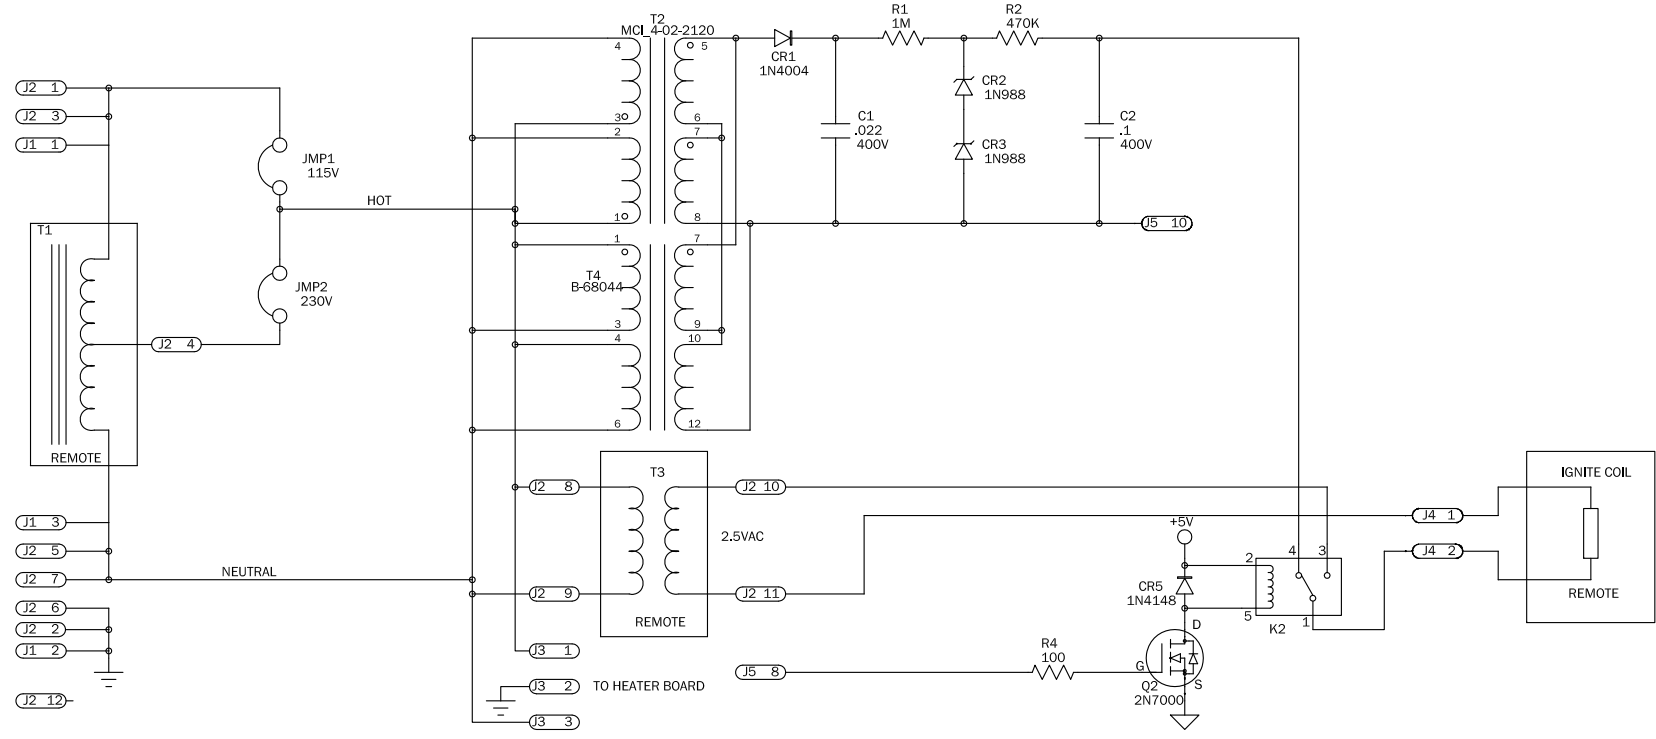 T2
MCI_4-02-2120
4
3
2
1
5
6
7
8
CR1
1N4004
R1
1M
R2
470K
C1
.022
400V
CR2
1N988
CR3
1N988
C2
.1
400V
J5 10
J2 1
J2 3
J1 1
JMP1
115V
HOT
JMP2
230V
T1
REMOTE
J2 4
T4
B-68044
1
3
4
6
7
9
10
12
J1 3
J2 5
J2 7
NEUTRAL
J2 6
J2 2
J1 2
J2 12
J2 8
J2 9
T3
REMOTE
J2 10
2.5VAC
J2 11
J3 1
J3 2
TO HEATER BOARD
J3 3
J5 8
R4
100
+5V
CR5
1N4148
D
G
S
Q2
2N7000
2
5
4
3
1
K2
J4 1
J4 2
IGNITE COIL
REMOTE